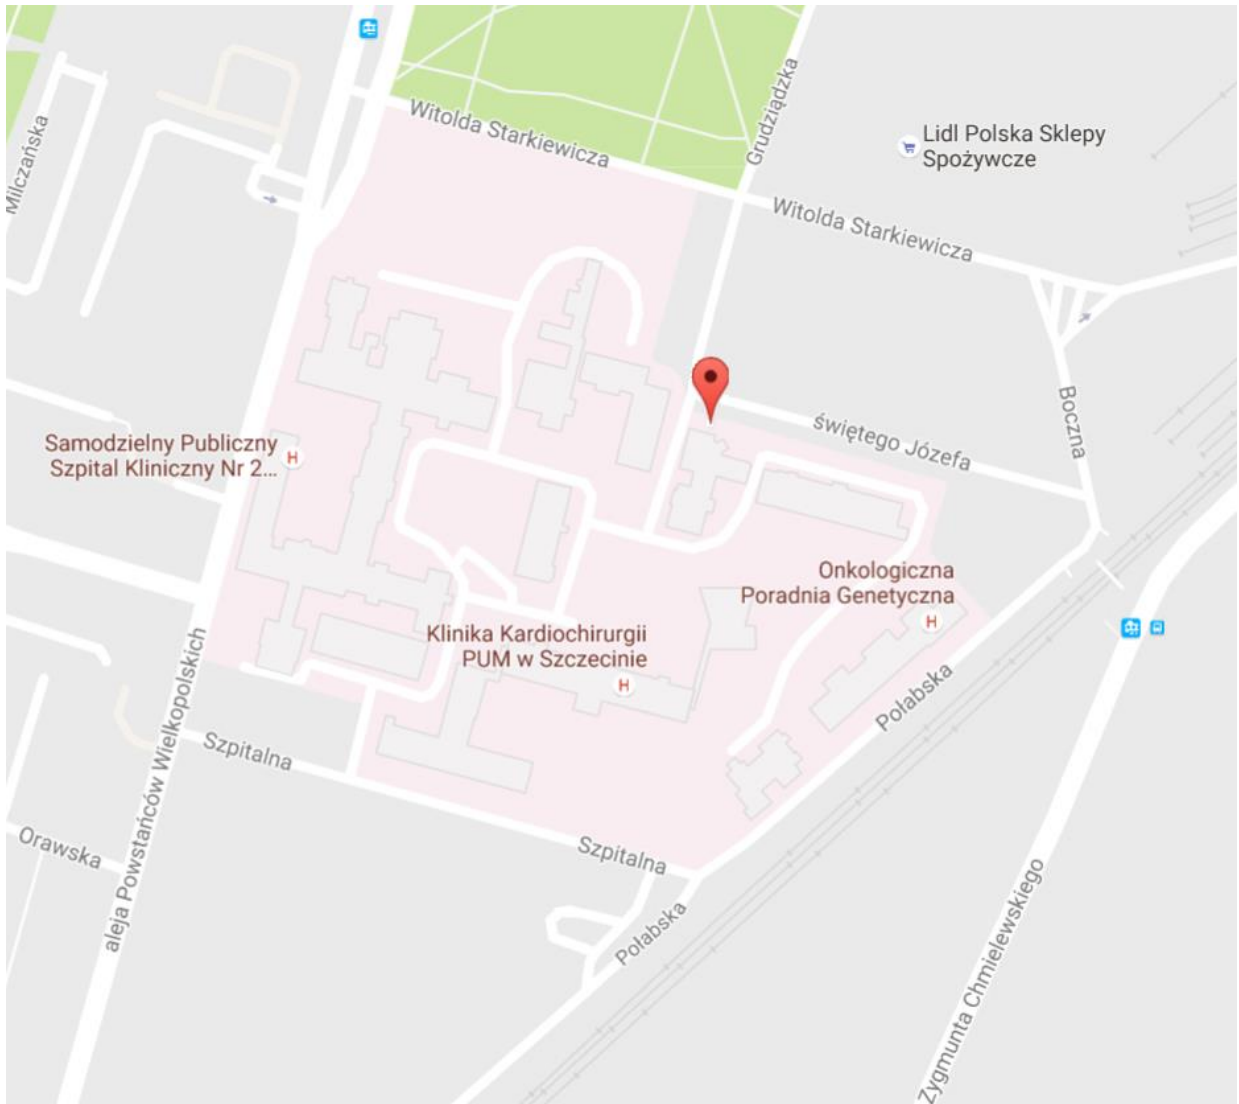 Milczańska
Witolda Starkiewicza
Grudziądzka
Lidl Polska Sklepy
Spożywcze
Witolda Starkiewicza
Boczna
świętego Józefa
Samodzielny Publiczny
Szpital Kliniczny Nr 2...
H
Onkologiczna
Poradnia Genetyczna
H
Klinika Kardiochirurgii
PUM w Szczecinie
H
Połabska
Szpitalna
aleja Powstańców Wielkopolskich
Orawska
Szpitalna
Połabska
Zygmunta Chmielewskiego